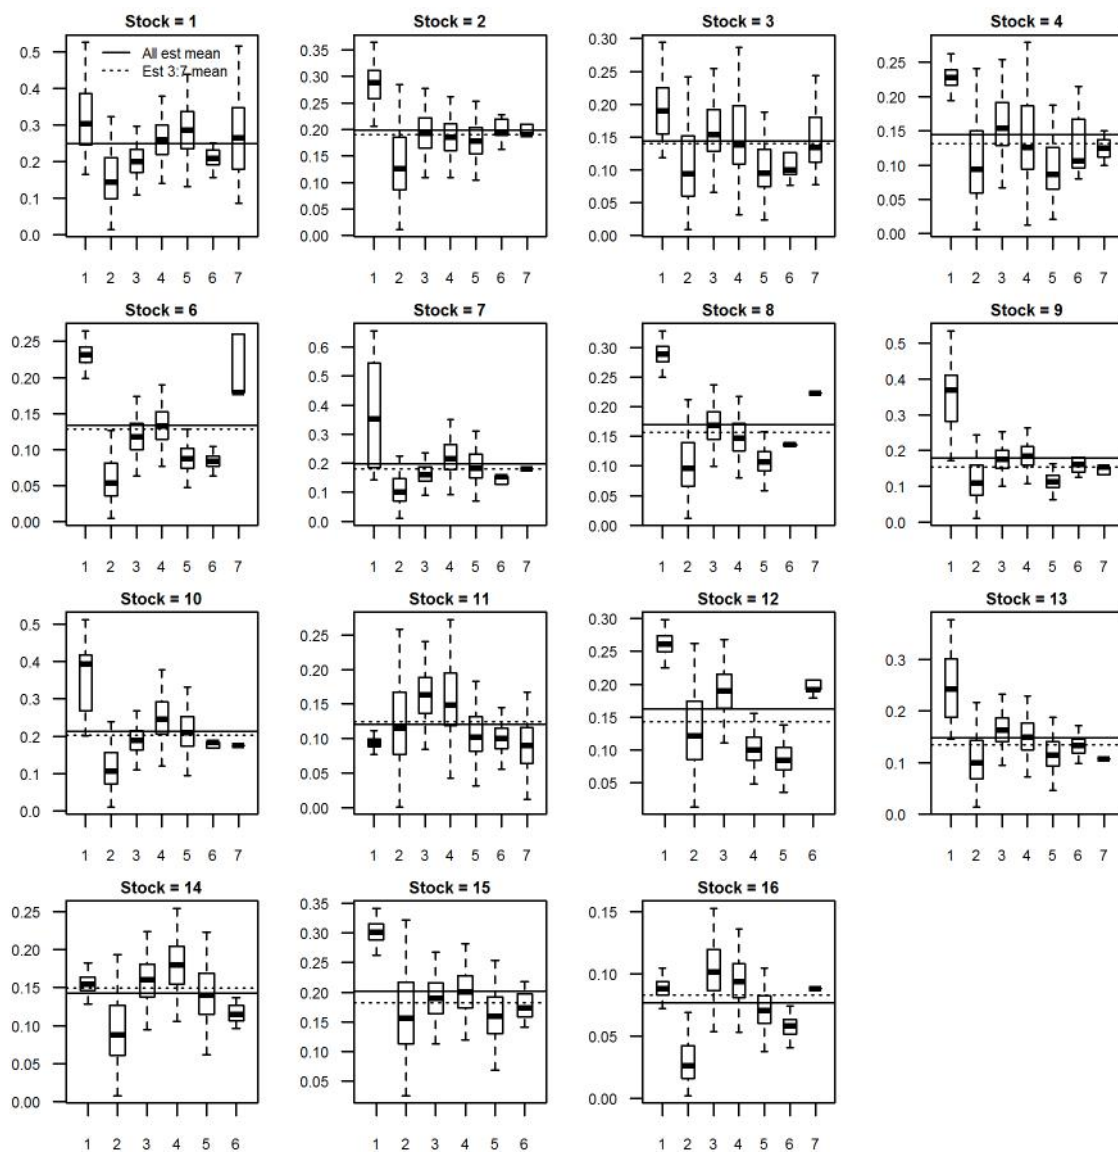 Stock = 1
Stock = 2
Stock = 3
Stock = 4
0.5
0.4
0.3
0.2
0.1
0.0
All est mean
Est 3:7 mean
0.35
0.30
0.25
0.20
0.15
0.10
0.05
0.00
0.30
0.25
0.20
0.15
0.10
0.05
0.00
0.25
0.20
0.15
0.10
0.05
0.00
1 2 3 4 5 6 7
1 2 3 4 5 6 7
1 2 3 4 5 6 7
1 2 3 4 5 6 7
Stock = 6
Stock = 7
Stock = 8
Stock = 9
0.25
0.20
0.15
0.10
0.05
0.00
0.6
0.5
0.4
0.3
0.2
0.1
0.0
0.30
0.25
0.20
0.15
0.10
0.05
0.00
0.5
0.4
0.3
0.2
0.1
0.0
1 2 3 4 5 6 7
1 2 3 4 5 6 7
1 2 3 4 5 6 7
1 2 3 4 5 6 7
Stock = 10
Stock = 11
Stock = 12
Stock = 13
0.5
0.4
0.3
0.2
0.1
0.0
0.25
0.20
0.15
0.10
0.05
0.00
0.30
0.25
0.20
0.15
0.10
0.05
0.3
0.2
0.1
0.0
1 2 3 4 5 6 7
1 2 3 4 5 6 7
1 2 3 4 5 6
1 2 3 4 5 6 7
Stock = 14
Stock = 15
Stock = 16
0.25
0.20
0.15
0.10
0.05
0.00
0.35
0.30
0.25
0.20
0.15
0.10
0.05
0.15
0.10
0.05
0.00
1 2 3 4 5 6
1 2 3 4 5 6
1 2 3 4 5 6 7